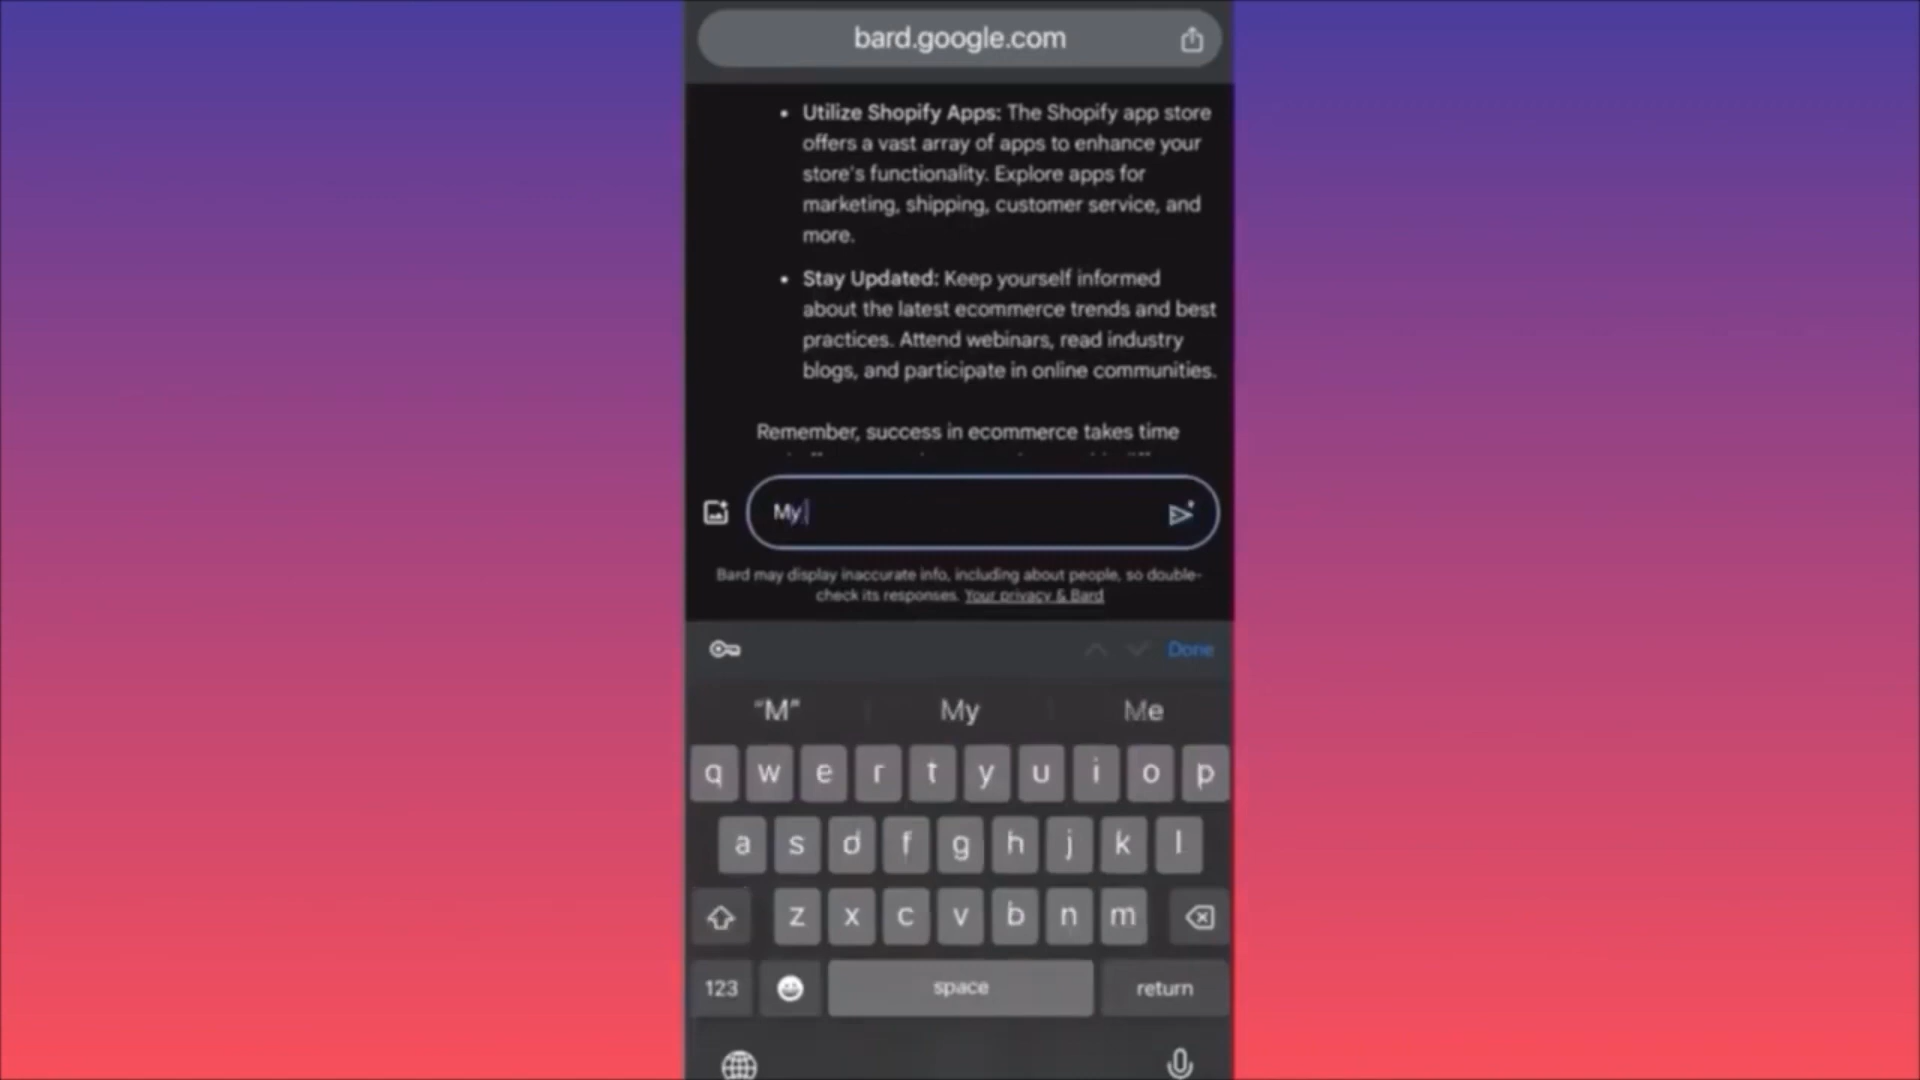 bard.google.com
• Utilize Shopify Apps: The Shopify app store
offers a vast array of apps to enhance your
store's functionality. Explore apps for
marketing, shipping, customer service, and
more.
• Stay Updated: Keep yourself informed
about the latest ecommerce trends and best
practices. Attend webinars, read industry
blogs, and participate in online communities.
Remember, success in ecommerce takes time
My
Bard may display inaccurate info, including about people, so double-
check its responses. Your privacy & Bard
Done
“M” My Me
q w e r t y u i o p
a s d f g h j k l
z x c v b n m
123 space return